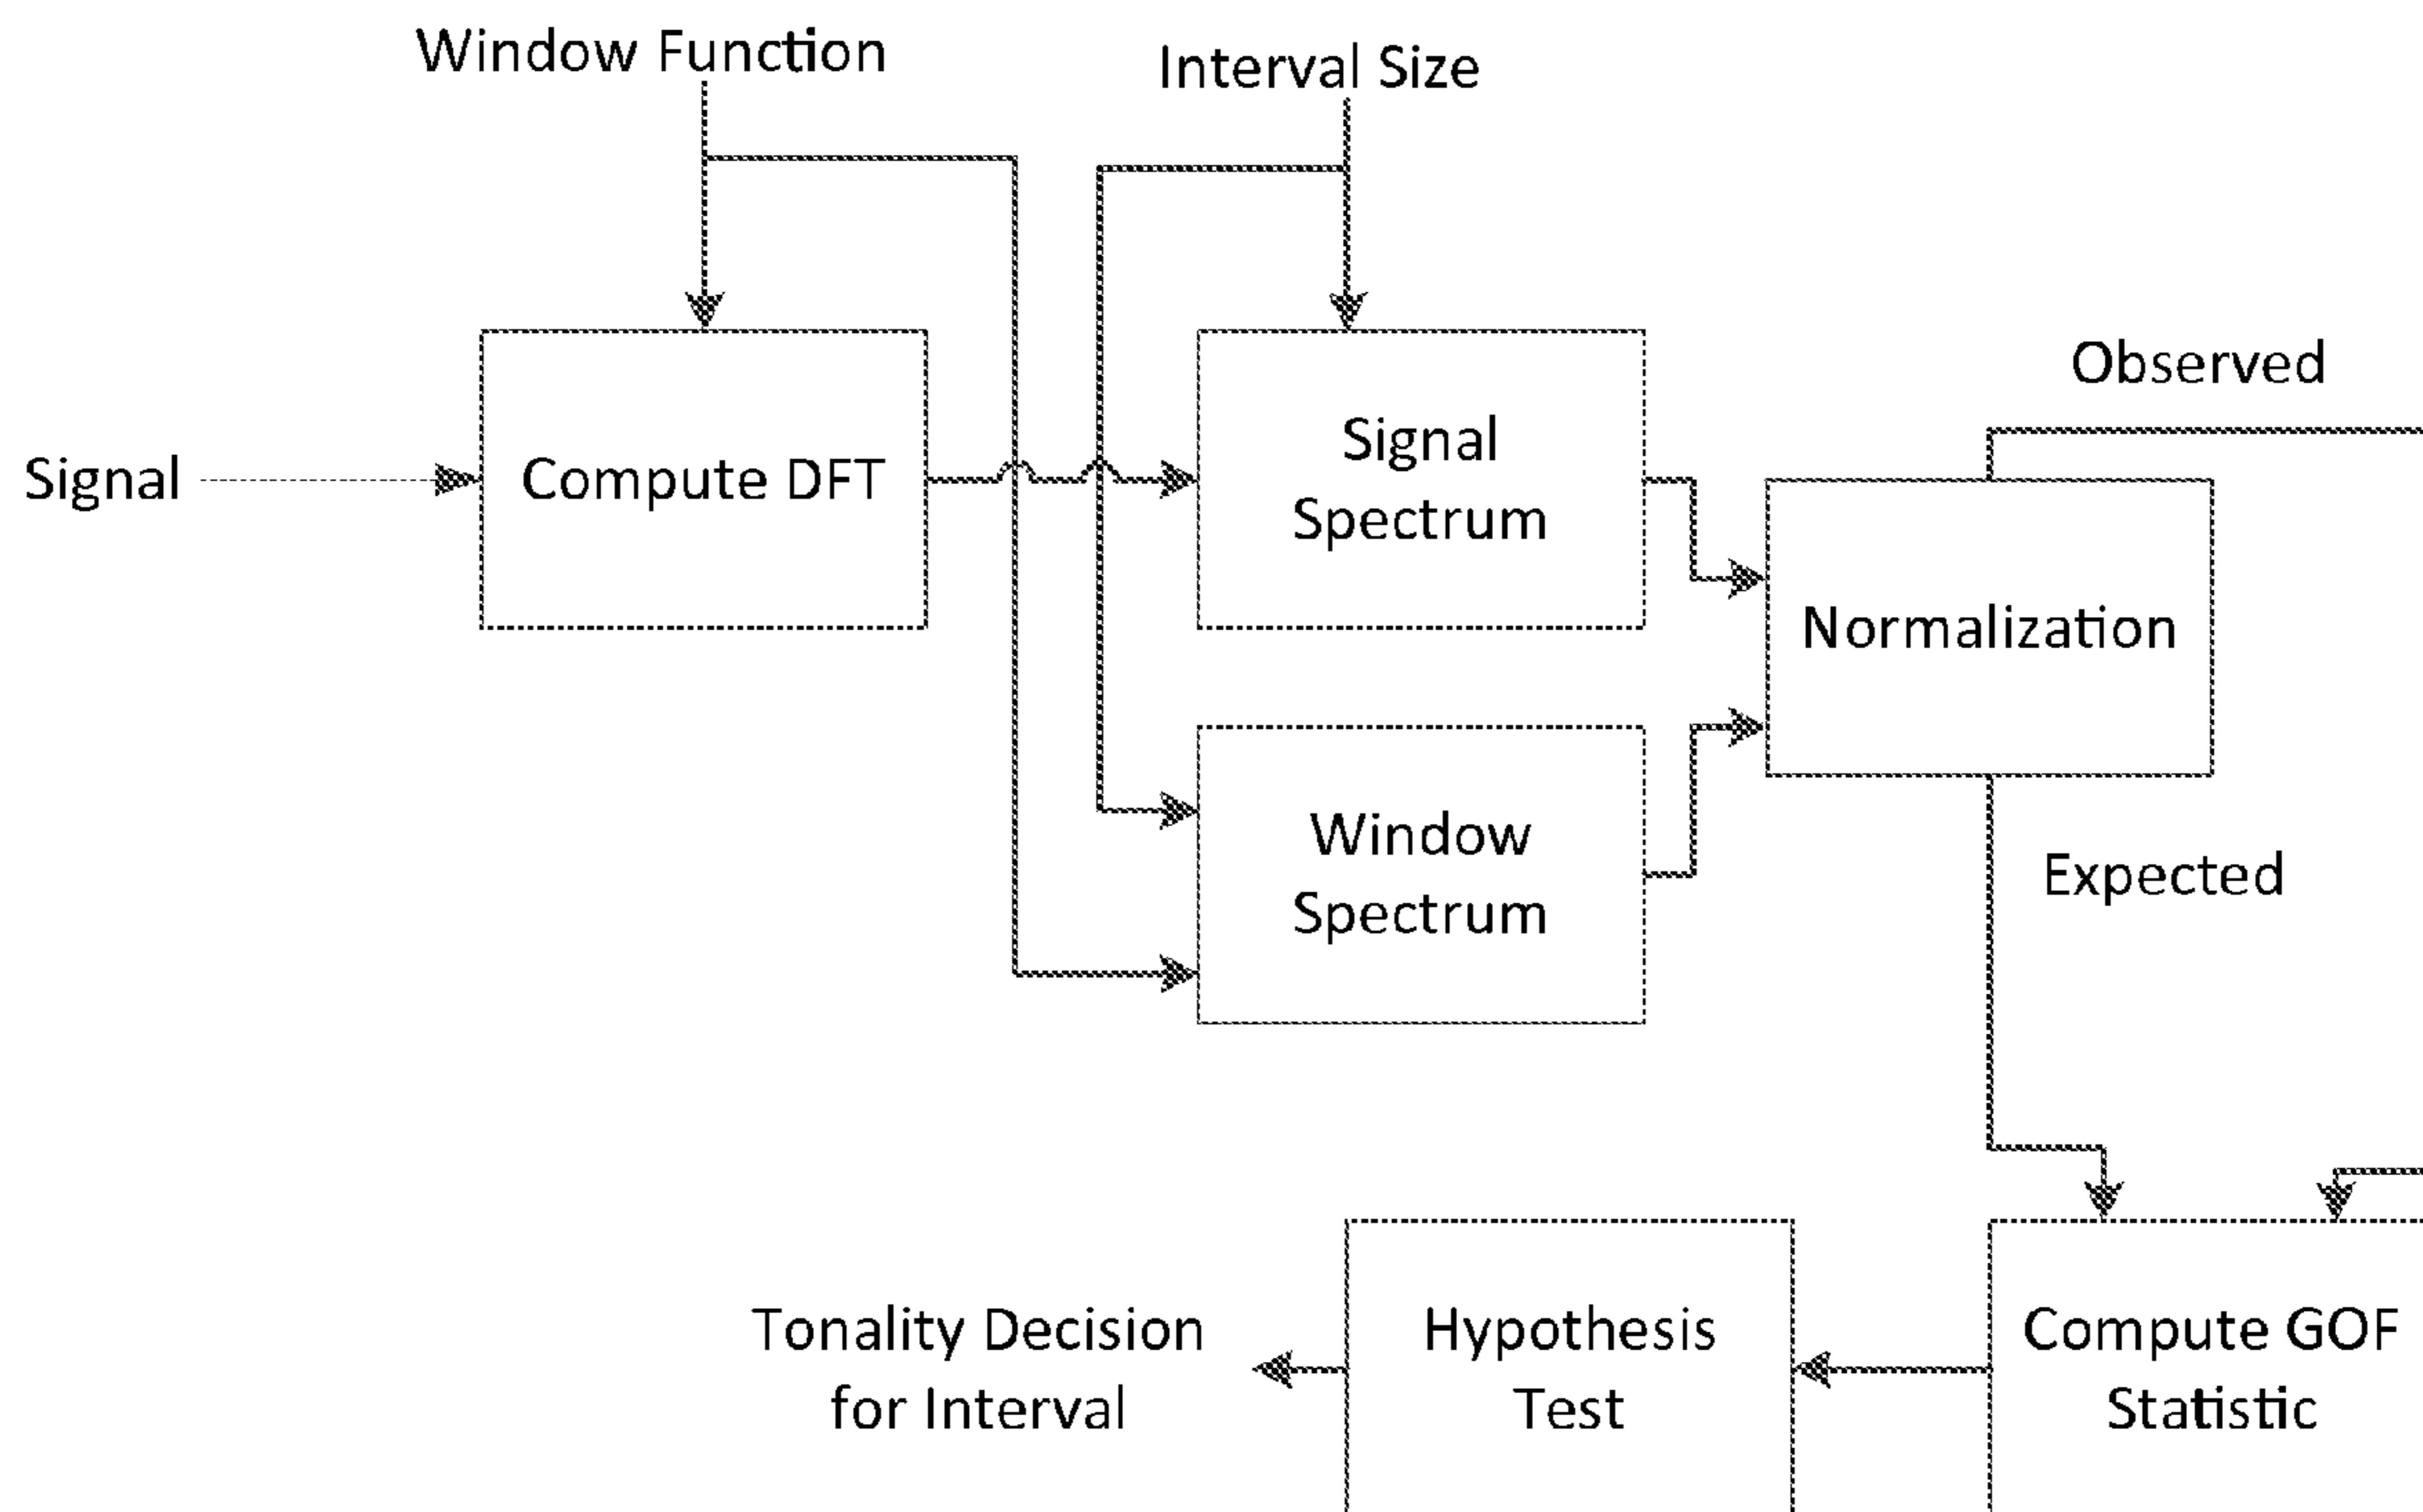 Window Function
Interval Size
Observed
Signal
Compute DFT
Signal
Spectrum
Normalization
Window
Spectrum
Expected
Tonality Decision
for Interval
Hypothesis
Test
Compute GOF
Statistic